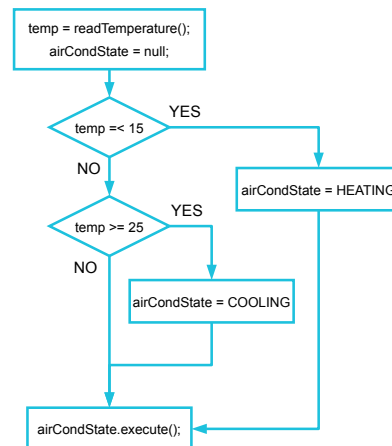 temp = readTemperature();
airCondState = null;
YES
temp =< 15
NO
airCondState = HEATING
YES
temp >= 25
NO
airCondState = COOLING
airCondState.execute();